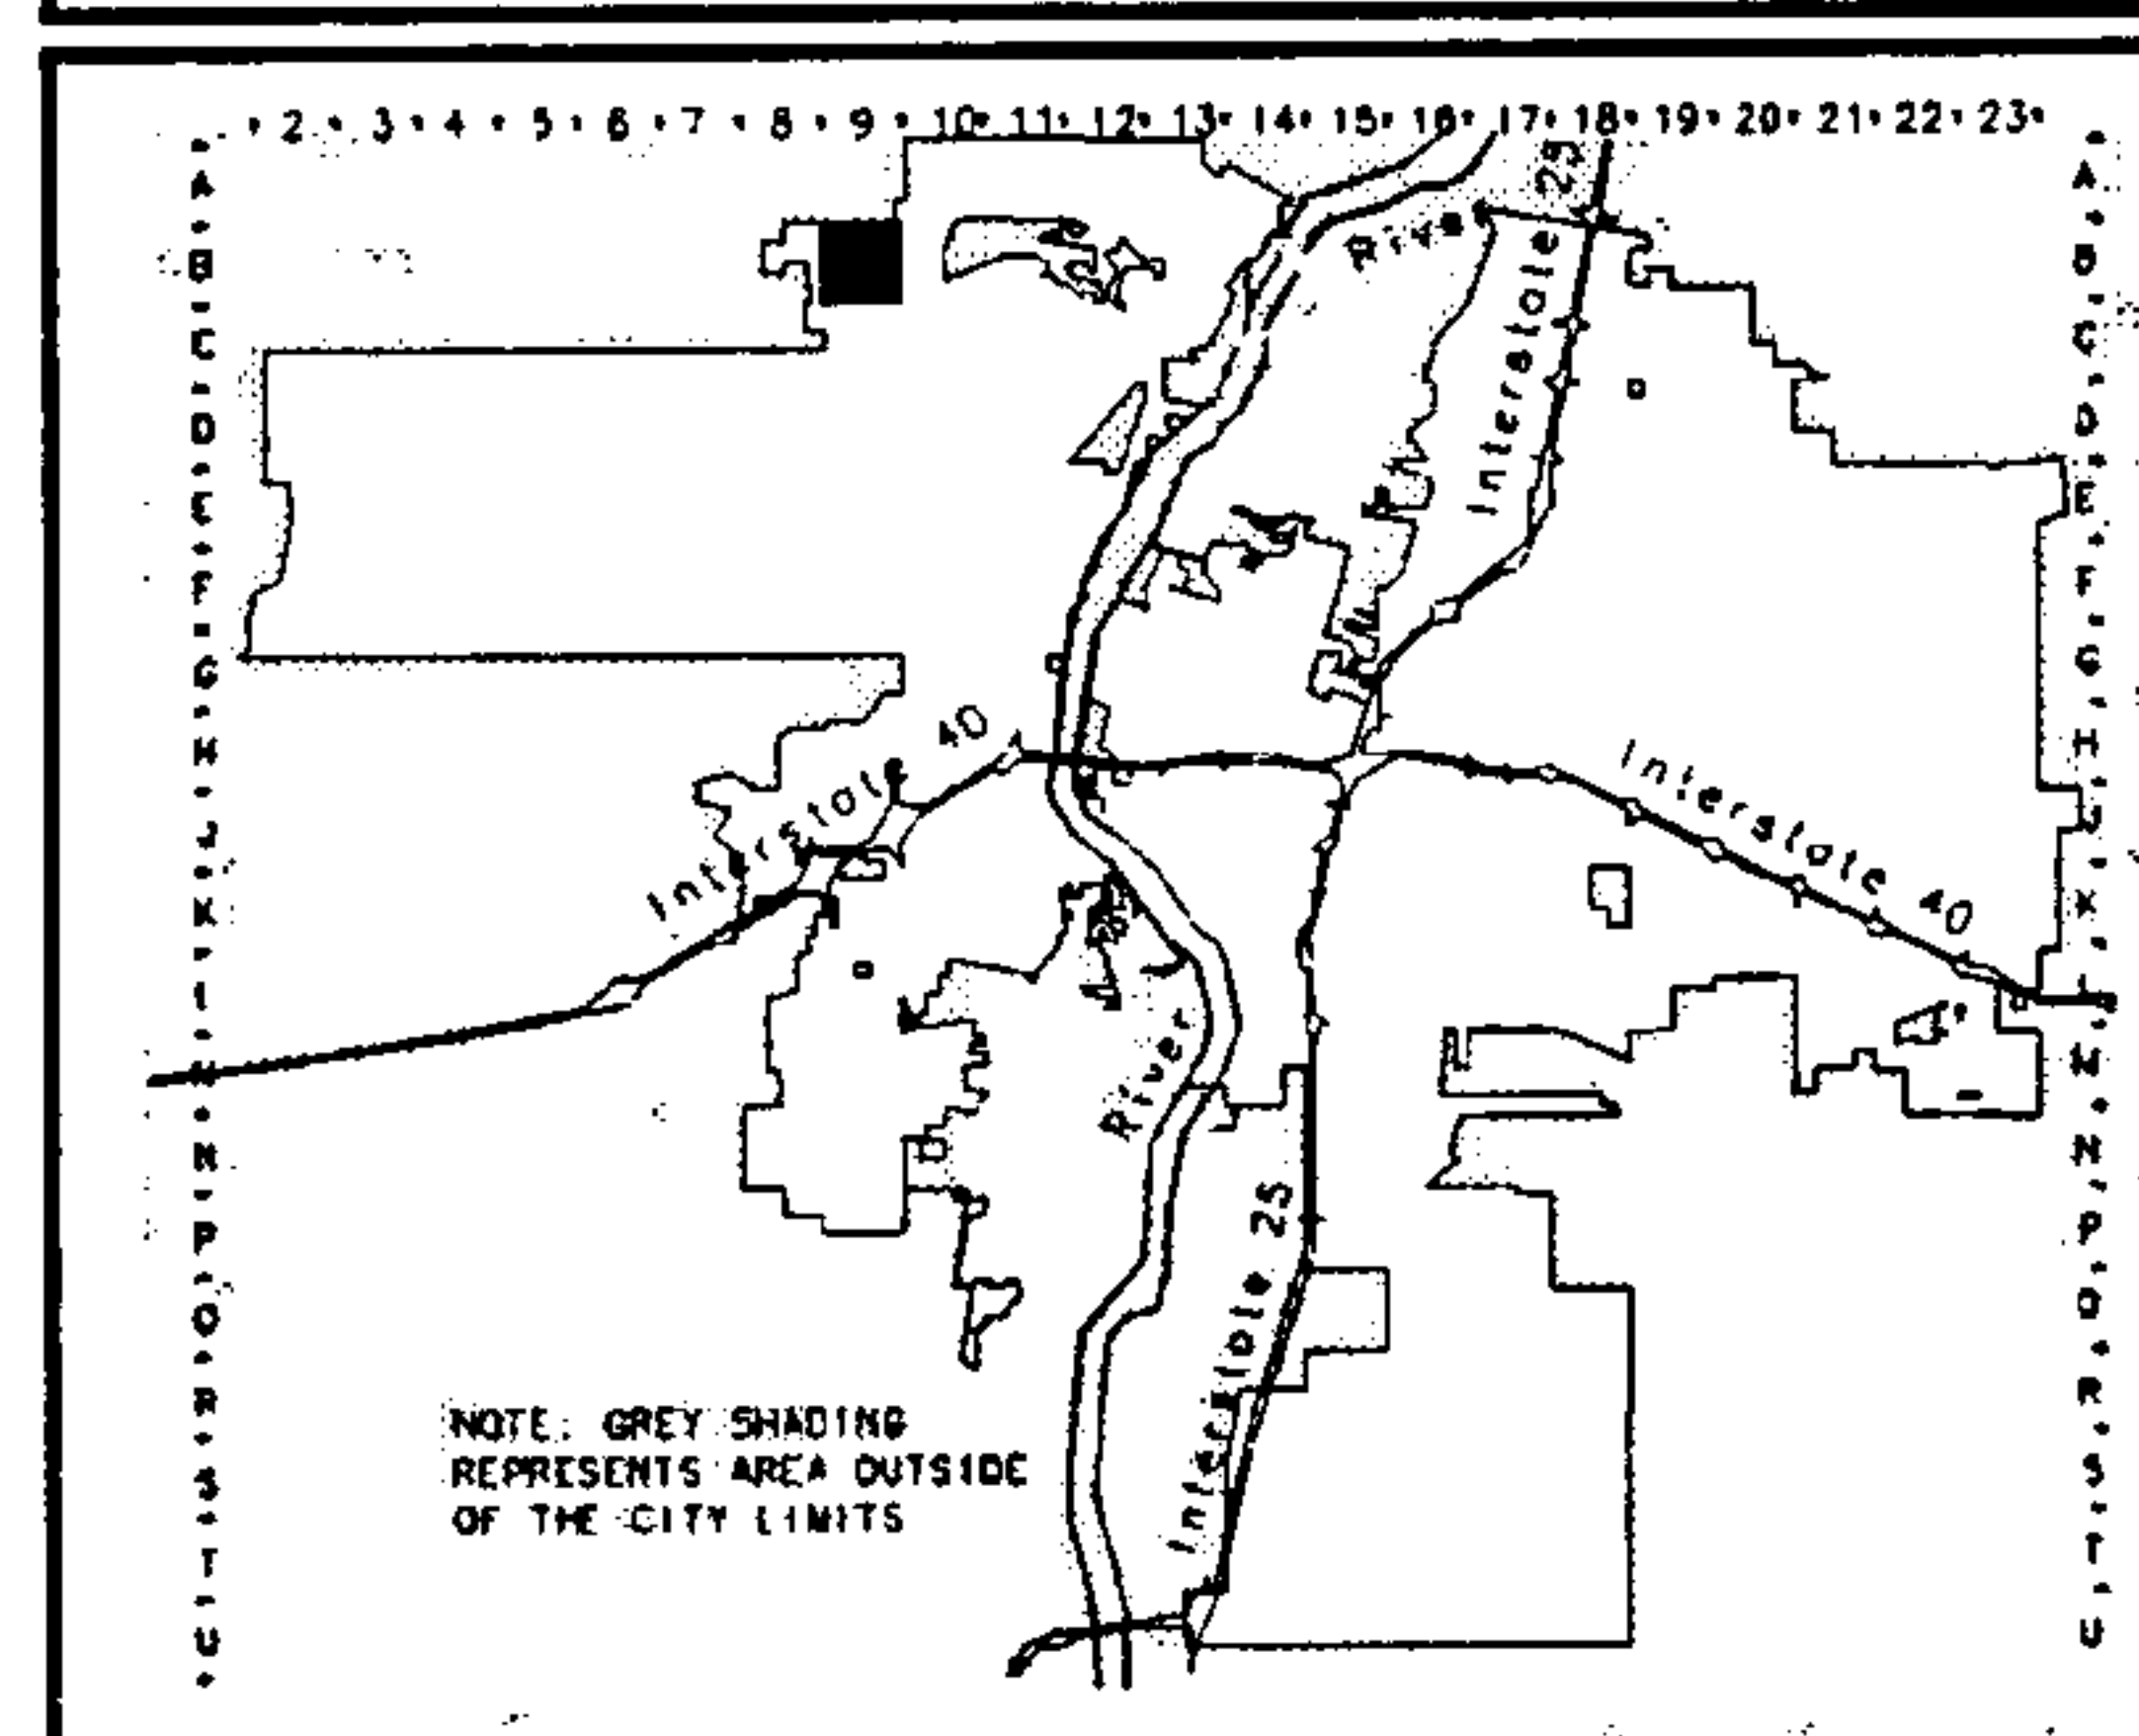 2 3 4 5 6 7 8 9 10 11 12 13 14 15 16 17 18 19 20 21 22 23
A
B
C
D
E
F
G
H
J
K
L
M
N
P
Q
R
S
T
U
A
B
C
D
E
F
G
H
J
K
L
M
N
P
Q
R
S
T
U
River
Interstate 25
Interstate 40
Interstate 40
River
Interstate 25
NOTE: GREY SHADING
REPRESENTS AREA OUTSIDE
OF THE CITY LIMITS